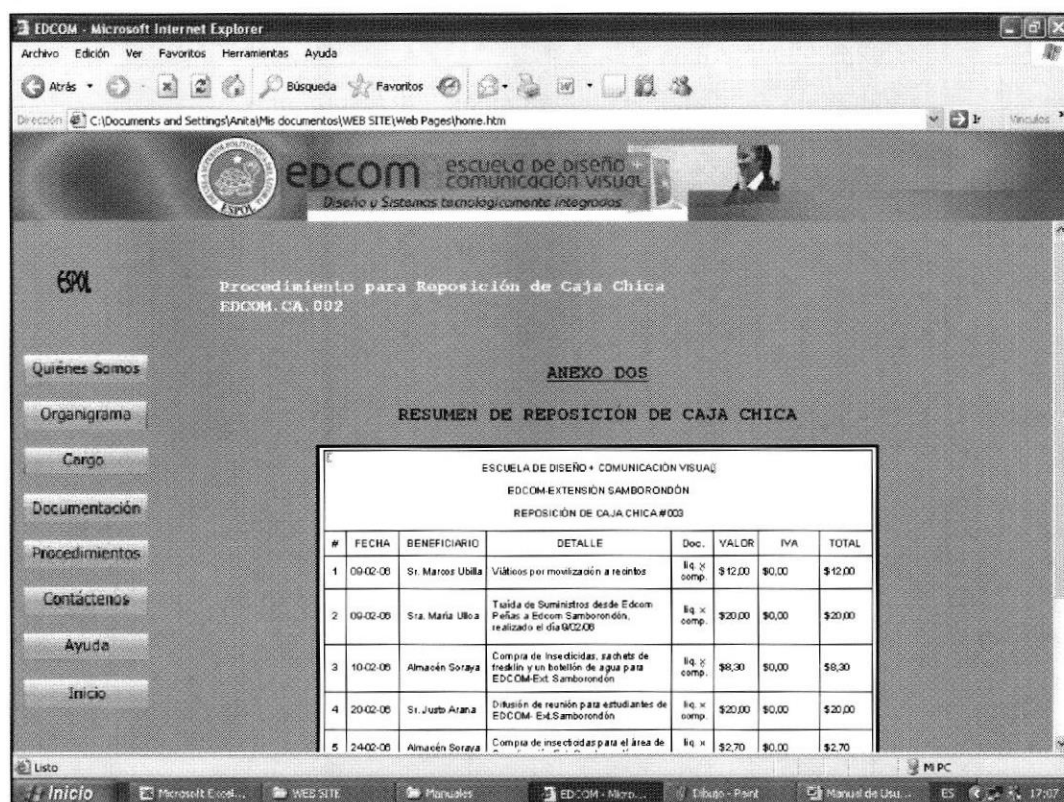 EDCOM - Microsoft Internet Explorer
Archivo Edición Ver Favoritos Herramientas Ayuda
Atrás Búsqueda Favoritos
Dirección C:\Documents and Settings\Anita\Mis documentos\WEB SITE\Web Pages\home.htm Ir Vínculos
ESPOL
EDCOM escuela de diseño + comunicación visual
Diseño y Sistemas tecnológicamente integrados
ESPOL
Procedimiento para Reposición de Caja Chica
EDCOM.CA.002
Quiénes Somos
Organigrama
Cargo
Documentación
Procedimientos
Contáctenos
Ayuda
Inicio
ANEXO DOS
RESUMEN DE REPOSICIÓN DE CAJA CHICA
ESCUELA DE DISEÑO + COMUNICACIÓN VISUAL
EDCOM-EXTENSIÓN SAMBORONDÓN
REPOSICIÓN DE CAJA CHICA #003
# FECHA BENEFICIARIO DETALLE Doc. VALOR IVA TOTAL
1 09-02-06 Sr. Marcos Ubilla Viáticos por movilización a recintos liq. x comp. $12,00 $0,00 $12,00
2 09-02-06 Sra. María Ulloa Traída de Suministros desde Edcom Peñas a Edcom Samborondón, realizado el día 9/02/06 liq. x comp. $20,00 $0,00 $20,00
3 10-02-06 Almacén Soraya Compra de Insecticidas, sachets de fresklin y un botellón de agua para EDCOM-Ext. Samborondón liq. x comp. $8,30 $0,00 $8,30
4 20-02-06 Sr. Justo Arana Difusión de reunión para estudiantes de EDCOM- Ext.Samborondón liq. x comp. $20,00 $0,00 $20,00
5 24-02-06 Almacén Soraya Compra de insecticidas para el área de liq. x $2,70 $0,00 $2,70
Listo Mi PC
Inicio Microsoft Excel... WEB SITE Manuales EDCOM - Micro... Dibujo - Paint Manual de Usu... ES 17:07